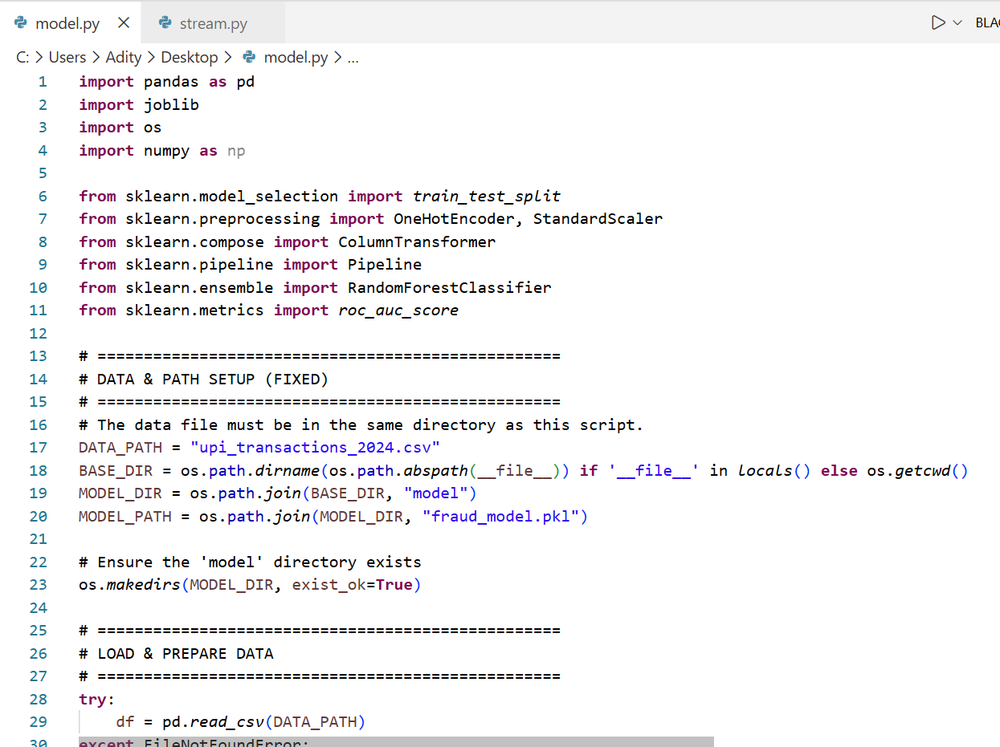 model.py × stream.py
C: > Users > Adity > Desktop > model.py > ...
1 import pandas as pd
2 import joblib
3 import os
4 import numpy as np
5
6 from sklearn.model_selection import train_test_split
7 from sklearn.preprocessing import OneHotEncoder, StandardScaler
8 from sklearn.compose import ColumnTransformer
9 from sklearn.pipeline import Pipeline
10 from sklearn.ensemble import RandomForestClassifier
11 from sklearn.metrics import roc_auc_score
12
13 # ==================================================
14 # DATA & PATH SETUP (FIXED)
15 # ==================================================
16 # The data file must be in the same directory as this script.
17 DATA_PATH = "upi_transactions_2024.csv"
18 BASE_DIR = os.path.dirname(os.path.abspath(__file__)) if '__file__' in locals() else os.getcwd()
19 MODEL_DIR = os.path.join(BASE_DIR, "model")
20 MODEL_PATH = os.path.join(MODEL_DIR, "fraud_model.pkl")
21
22 # Ensure the 'model' directory exists
23 os.makedirs(MODEL_DIR, exist_ok=True)
24
25 # ==================================================
26 # LOAD & PREPARE DATA
27 # ==================================================
28 try:
29     df = pd.read_csv(DATA_PATH)
30 except FileNotFoundError: